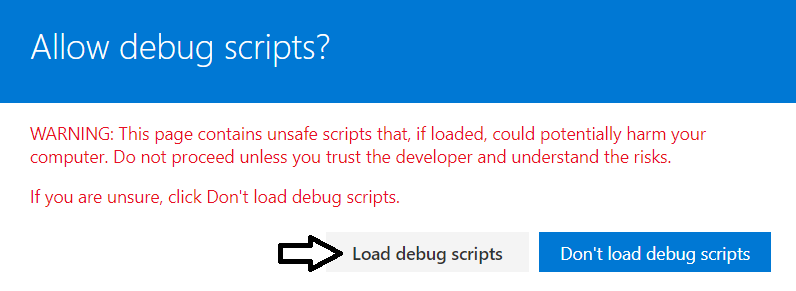 Allow debug scripts?
WARNING: This page contains unsafe scripts that, if loaded, could potentially harm your
computer. Do not proceed unless you trust the developer and understand the risks.
If you are unsure, click Don't load debug scripts.
Load debug scripts
Don't load debug scripts